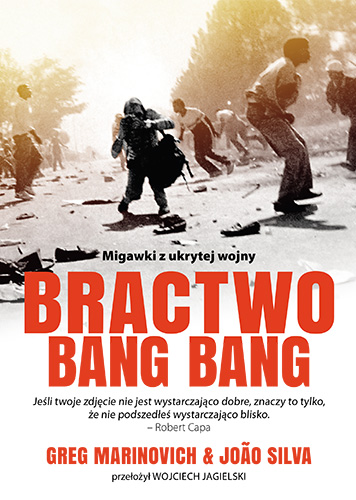 Migawki z ukrytej wojny
BRACTWO
BANG BANG
Jeśli twoje zdjęcie nie jest wystarczająco dobre, znaczy to tylko,
że nie podszedłeś wystarczająco blisko.
– Robert Capa
GREG MARINOVICH & JOÃO SILVA
przełożył WOJCIECH JAGIELSKI